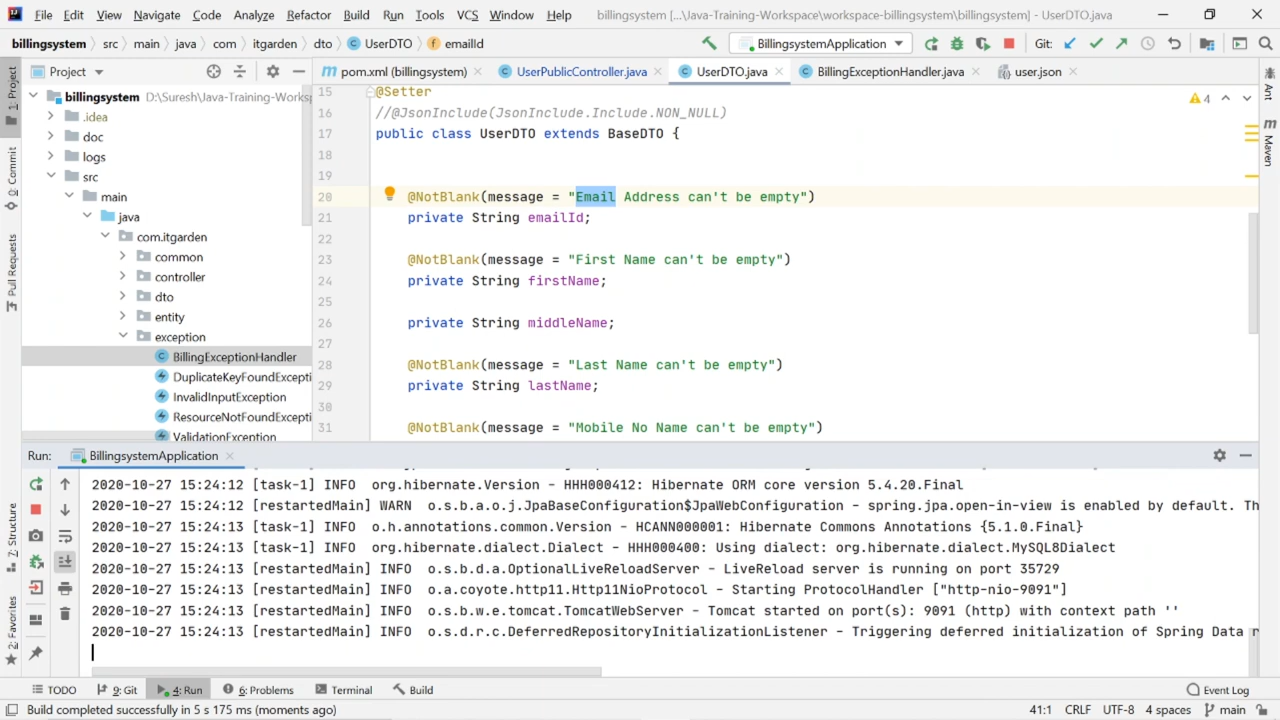 File Edit View Navigate Code Analyze Refactor Build Run Tools VCS Window Help billingsystem [...\Java-Training-Workspace\workspace-billingsystem\billingsystem] - UserDTO.java
billingsystem src main java com itgarden dto UserDTO emailId BillingsystemApplication Git:
Project pom.xml (billingsystem) UserPublicController.java UserDTO.java BillingExceptionHandler.java user.json
1: Project
0: Commit
Pull Requests
7: Structure
2: Favorites
Ant
Maven
billingsystem D:\Suresh\Java-Training-Worksp
.idea
doc
logs
src
main
java
com.itgarden
common
controller
dto
entity
exception
BillingExceptionHandler
DuplicateKeyFoundExcepti
InvalidInputException
ResourceNotFoundExcepti
ValidationException
4
15 @Setter
16 //@JsonInclude(JsonInclude.Include.NON_NULL)
17 public class UserDTO extends BaseDTO {
18
19
20 @NotBlank(message = "Email Address can't be empty")
21 private String emailId;
22
23 @NotBlank(message = "First Name can't be empty")
24 private String firstName;
25
26 private String middleName;
27
28 @NotBlank(message = "Last Name can't be empty")
29 private String lastName;
30
31 @NotBlank(message = "Mobile No Name can't be empty")
Run: BillingsystemApplication
2020-10-27 15:24:12 [task-1] INFO org.hibernate.Version - HHH000412: Hibernate ORM core version 5.4.20.Final
2020-10-27 15:24:12 [restartedMain] WARN o.s.b.a.o.j.JpaBaseConfiguration$JpaWebConfiguration - spring.jpa.open-in-view is enabled by default. Th
2020-10-27 15:24:13 [task-1] INFO o.h.annotations.common.Version - HCANN000001: Hibernate Commons Annotations {5.1.0.Final}
2020-10-27 15:24:13 [task-1] INFO org.hibernate.dialect.Dialect - HHH000400: Using dialect: org.hibernate.dialect.MySQL8Dialect
2020-10-27 15:24:13 [restartedMain] INFO o.s.b.d.a.OptionalLiveReloadServer - LiveReload server is running on port 35729
2020-10-27 15:24:13 [restartedMain] INFO o.a.coyote.http11.Http11NioProtocol - Starting ProtocolHandler ["http-nio-9091"]
2020-10-27 15:24:13 [restartedMain] INFO o.s.b.w.e.tomcat.TomcatWebServer - Tomcat started on port(s): 9091 (http) with context path ''
2020-10-27 15:24:13 [restartedMain] INFO o.s.d.r.c.DeferredRepositoryInitializationListener - Triggering deferred initialization of Spring Data r
TODO 9: Git 4: Run 6: Problems Terminal Build Event Log
Build completed successfully in 5 s 175 ms (moments ago) 41:1 CRLF UTF-8 4 spaces main